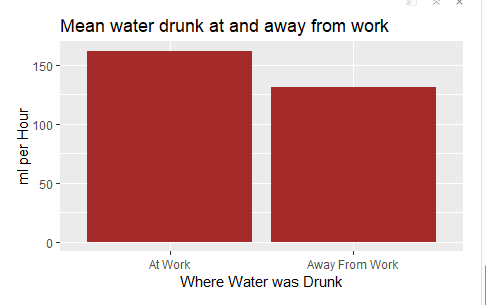 Mean water drunk at and away from work
ml per Hour
150
100
50
0
At Work
Away From Work
Where Water was Drunk